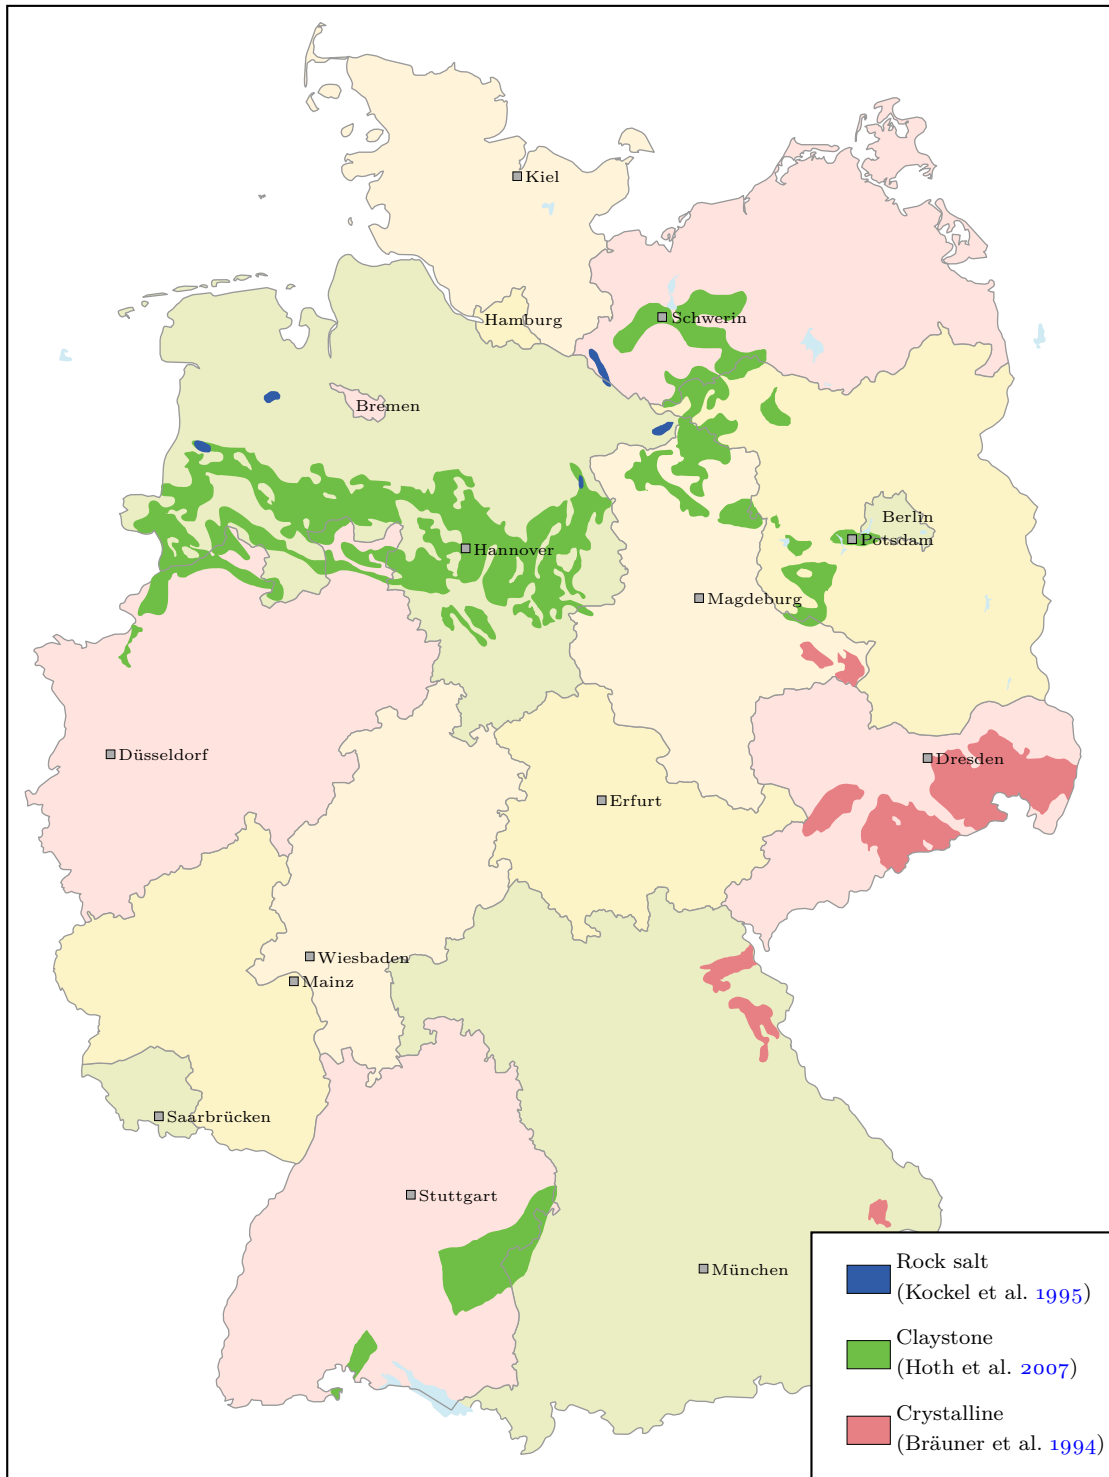 Kiel
Hamburg
Schwerin
Bremen
Berlin
Potsdam
Hannover
Magdeburg
Düsseldorf
Dresden
Erfurt
Wiesbaden
Mainz
Saarbrücken
Stuttgart
München
Rock salt
(Kockel et al. 1995)
Claystone
(Hoth et al. 2007)
Crystalline
(Bräuner et al. 1994)